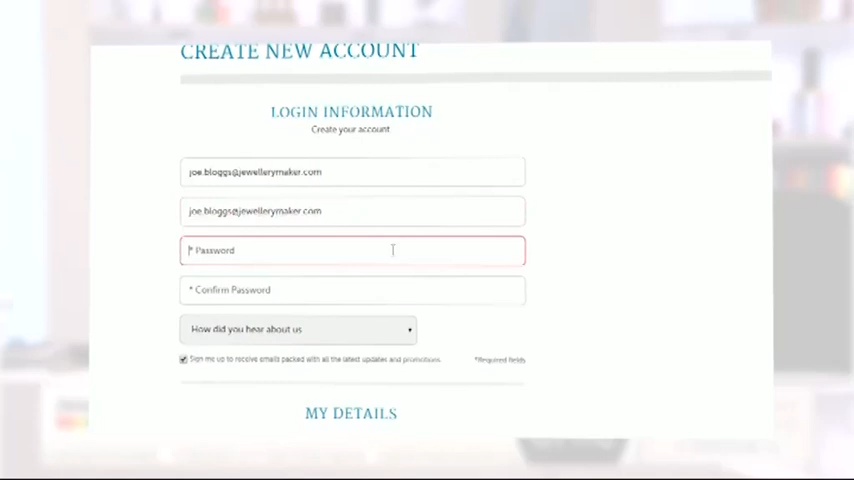 CREATE NEW ACCOUNT
LOGIN INFORMATION
Create your account
joe.bloggs@jewellerymaker.com
joe.bloggs@jewellerymaker.com
* Password
* Confirm Password
How did you hear about us
Sign me up to receive emails packed with all the latest updates and promotions
*Required fields
MY DETAILS